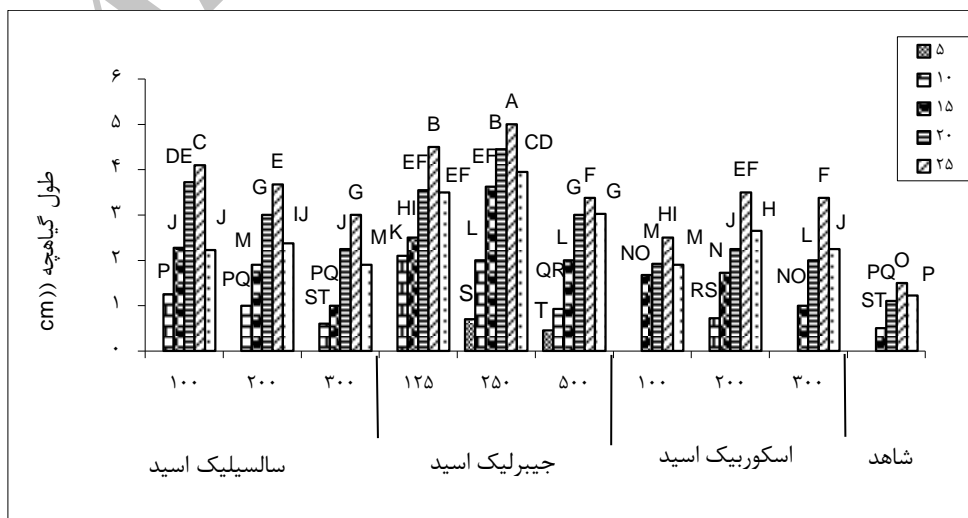 ۵
۱۰
۱۵
۲۰
۲۵
طول گیاهچه ((cm
۶
۵
۴
۳
۲
۱
۰
P J DE C J
PQ M G E IJ
ST PQ J G M
K HI EF B EF
S L EF B A CD
T QR L G F G
NO M HI M
RS N J EF H
NO L F J
ST PQ O P
۱۰۰ ۲۰۰ ۳۰۰ ۱۲۵ ۲۵۰ ۵۰۰ ۱۰۰ ۲۰۰ ۳۰۰
سالسیلیک اسید جیبرلیک اسید اسکوربیک اسید شاهد